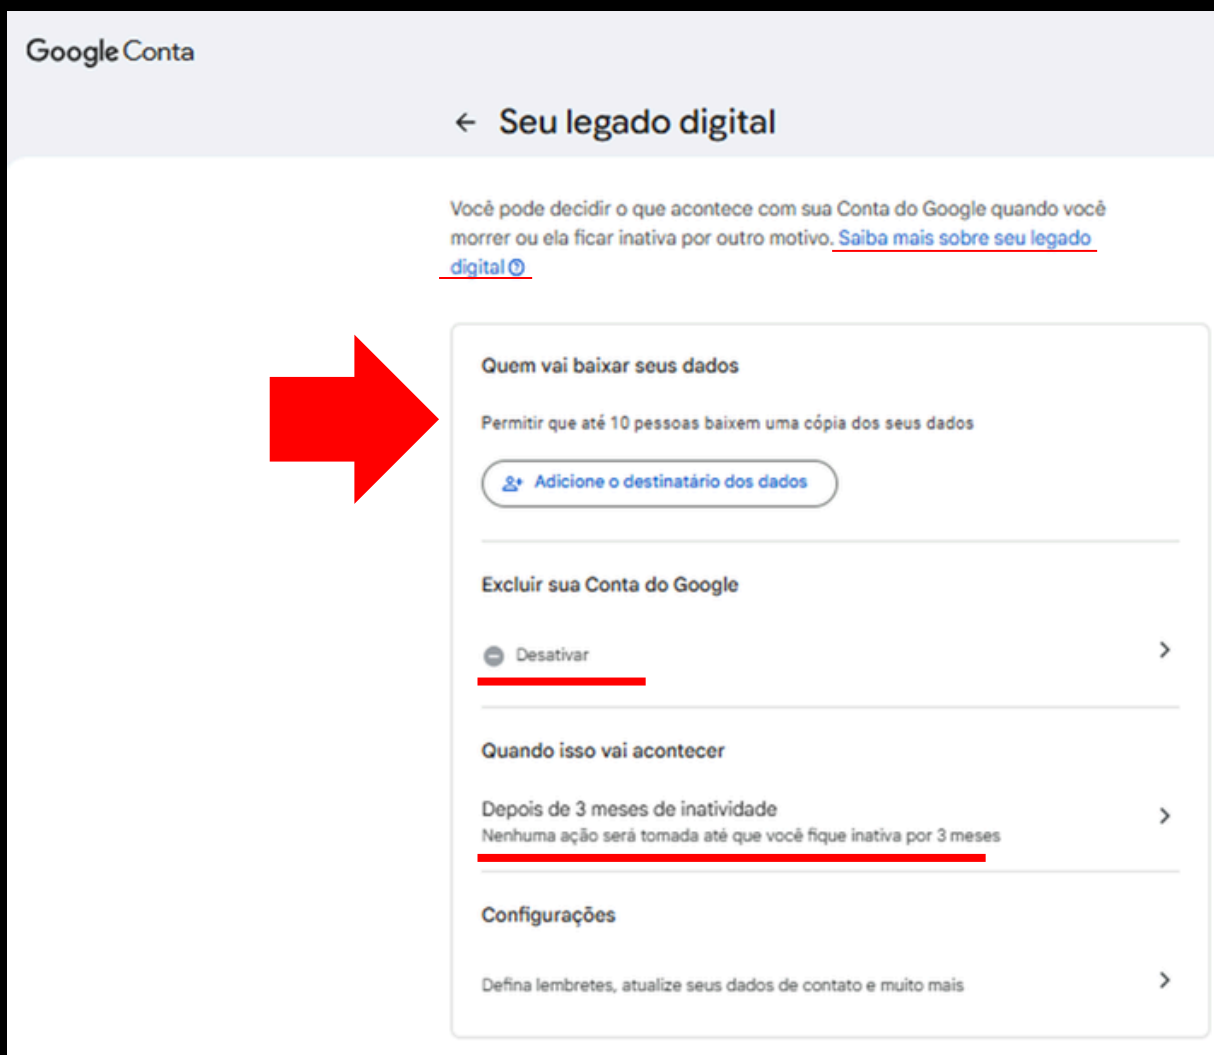 Google Conta
Seu legado digital
Você pode decidir o que acontece com sua Conta do Google quando você
morrer ou ela ficar inativa por outro motivo. Saiba mais sobre seu legado
digital
Quem vai baixar seus dados
Permitir que até 10 pessoas baixem uma cópia dos seus dados
Adicione o destinatário dos dados
Excluir sua Conta do Google
Desativar
Quando isso vai acontecer
Depois de 3 meses de inatividade
Nenhuma ação será tomada até que você fique inativa por 3 meses
Configurações
Defina lembretes, atualize seus dados de contato e muito mais